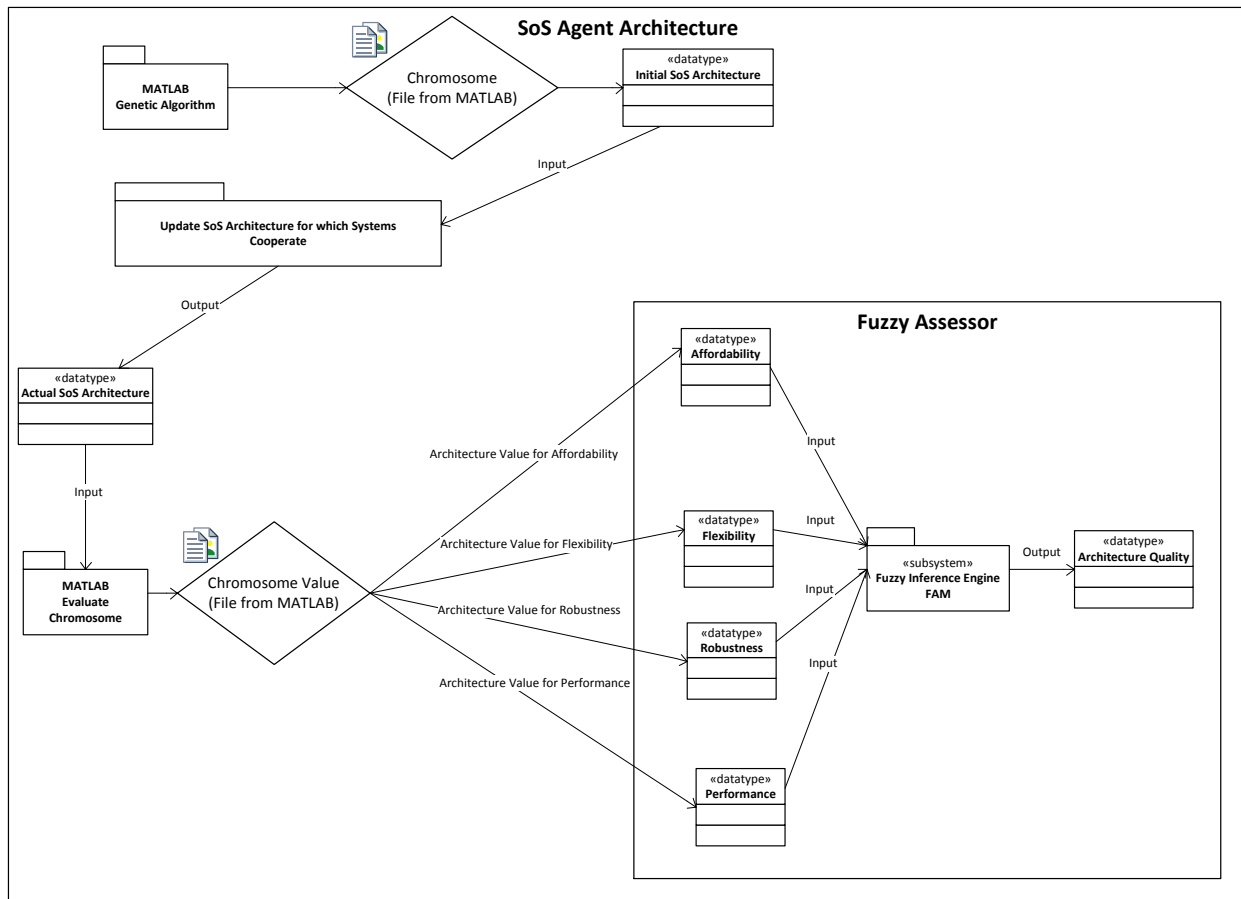 SoS Agent Architecture
MATLAB
Genetic Algorithm
Chromosome
(File from MATLAB)
«datatype»
Initial SoS Architecture
Input
Update SoS Architecture for which Systems
Cooperate
Output
«datatype»
Actual SoS Architecture
Input
MATLAB
Evaluate
Chromosome
Chromosome Value
(File from MATLAB)
Architecture Value for Affordability
Architecture Value for Flexibility
Architecture Value for Robustness
Architecture Value for Performance
Fuzzy Assessor
«datatype»
Affordability
Input
«datatype»
Flexibility
Input
«datatype»
Robustness
Input
«datatype»
Performance
Input
«subsystem»
Fuzzy Inference Engine
FAM
Output
«datatype»
Architecture Quality